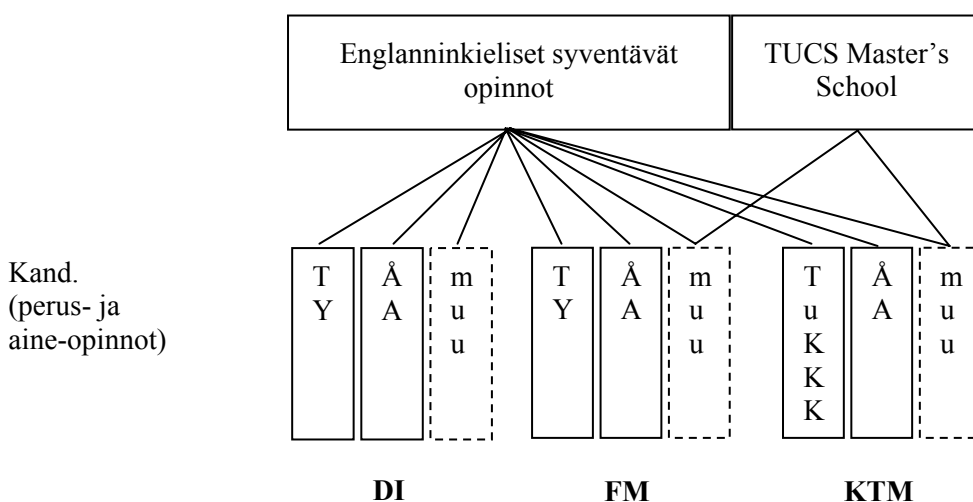 Englanninkieliset syventävät
opinnot
TUCS Master’s
School
Kand.
(perus- ja
aine-opinnot)
TY
ÅA
muu
TY
ÅA
muu
TuKKK
ÅA
muu
DI
FM
KTM